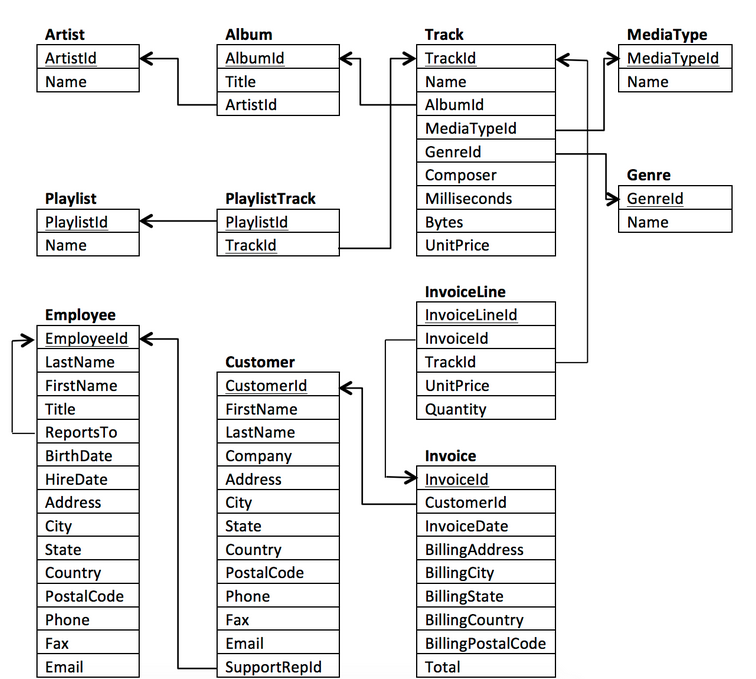 Artist
ArtistId
Name
Album
AlbumId
Title
ArtistId
Track
TrackId
Name
AlbumId
MediaTypeId
GenreId
Composer
Milliseconds
Bytes
UnitPrice
MediaType
MediaTypeId
Name
Genre
GenreId
Name
Playlist
PlaylistId
Name
PlaylistTrack
PlaylistId
TrackId
Employee
EmployeeId
LastName
FirstName
Title
ReportsTo
BirthDate
HireDate
Address
City
State
Country
PostalCode
Phone
Fax
Email
Customer
CustomerId
FirstName
LastName
Company
Address
City
State
Country
PostalCode
Phone
Fax
Email
SupportRepId
InvoiceLine
InvoiceLineId
InvoiceId
TrackId
UnitPrice
Quantity
Invoice
InvoiceId
CustomerId
InvoiceDate
BillingAddress
BillingCity
BillingState
BillingCountry
BillingPostalCode
Total